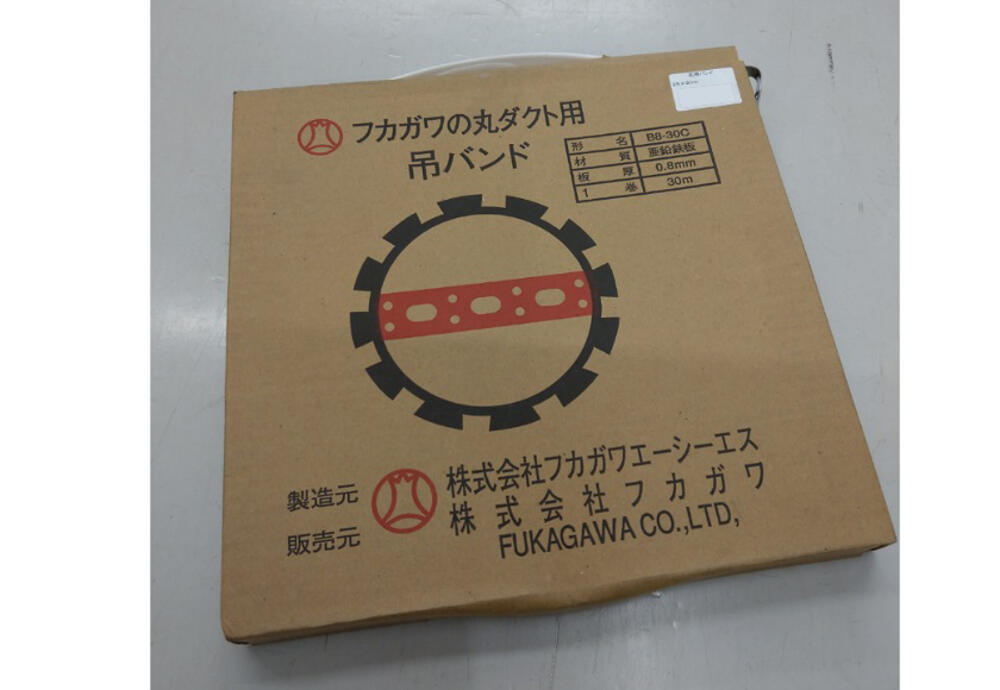 フカガワの丸ダクト用
吊バンド
形名 B8-30C
材質 亜鉛鉄板
板厚 0.8mm
1巻 30m
製造元 株式会社フカガワエーシーエス
販売元 株式会社フカガワ
FUKAGAWA CO.,LTD,